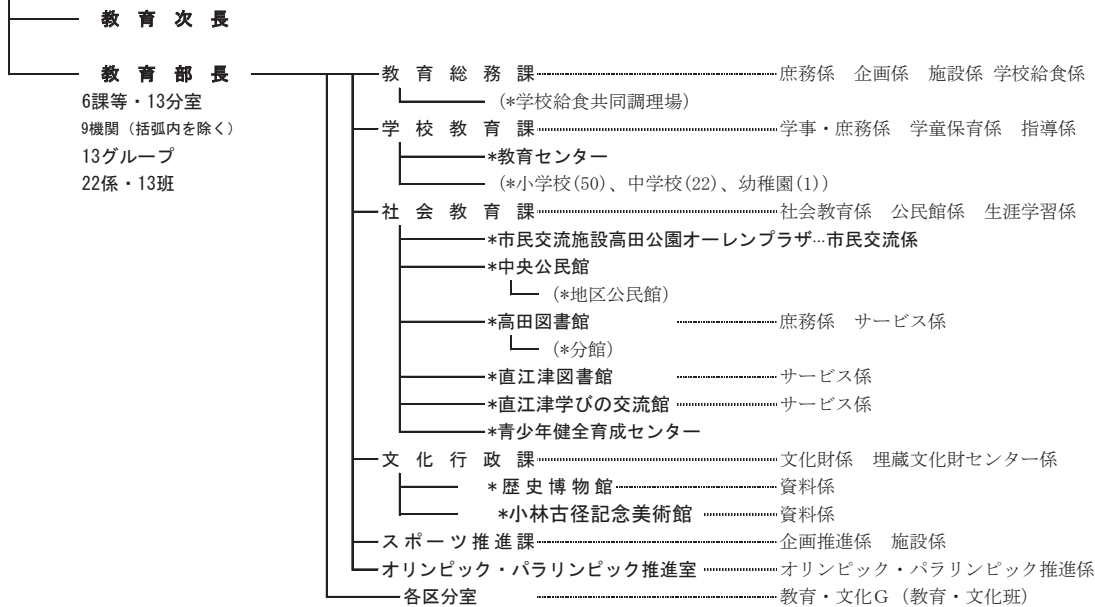 教育次長
教育部長 教育総務課 庶務係 企画係 施設係 学校給食係
6課等・13分室 (*学校給食共同調理場)
9機関（括弧内を除く） 学校教育課 学事・庶務係 学童保育係 指導係
13グループ *教育センター
22係・13班 (*小学校(50)、中学校(22)、幼稚園(1))
社会教育課 社会教育係 公民館係 生涯学習係
*市民交流施設高田公園オーレンプラザ…市民交流係
*中央公民館
(*地区公民館)
*高田図書館 庶務係 サービス係
(*分館)
*直江津図書館 サービス係
*直江津学びの交流館 サービス係
*青少年健全育成センター
文化行政課 文化財係 埋蔵文化財センター係
*歴史博物館 資料係
*小林古径記念美術館 資料係
スポーツ推進課 企画推進係 施設係
オリンピック・パラリンピック推進室 オリンピック・パラリンピック推進係
各区分室 教育・文化G（教育・文化班）